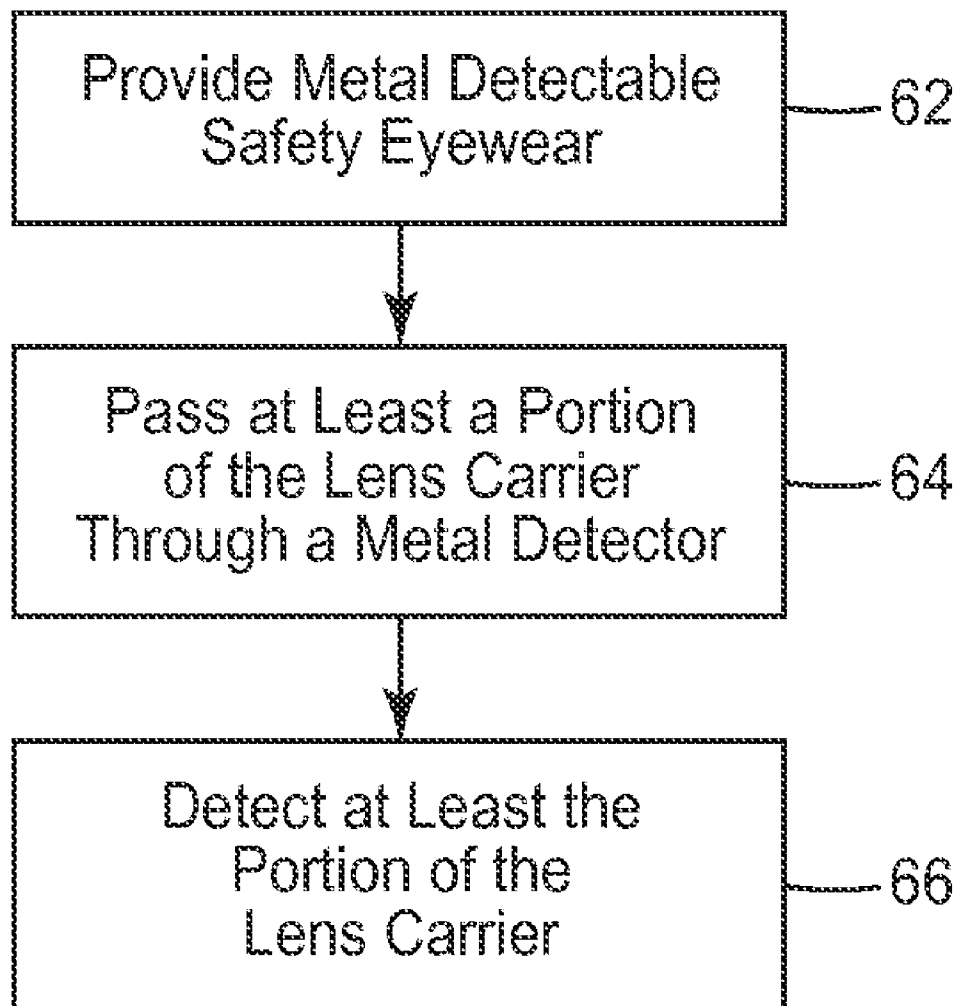 Provide Metal Detectable
Safety Eyewear
62
Pass at Least a Portion
of the Lens Carrier
Through a Metal Detector
64
Detect at Least the
Portion of the
Lens Carrier
66